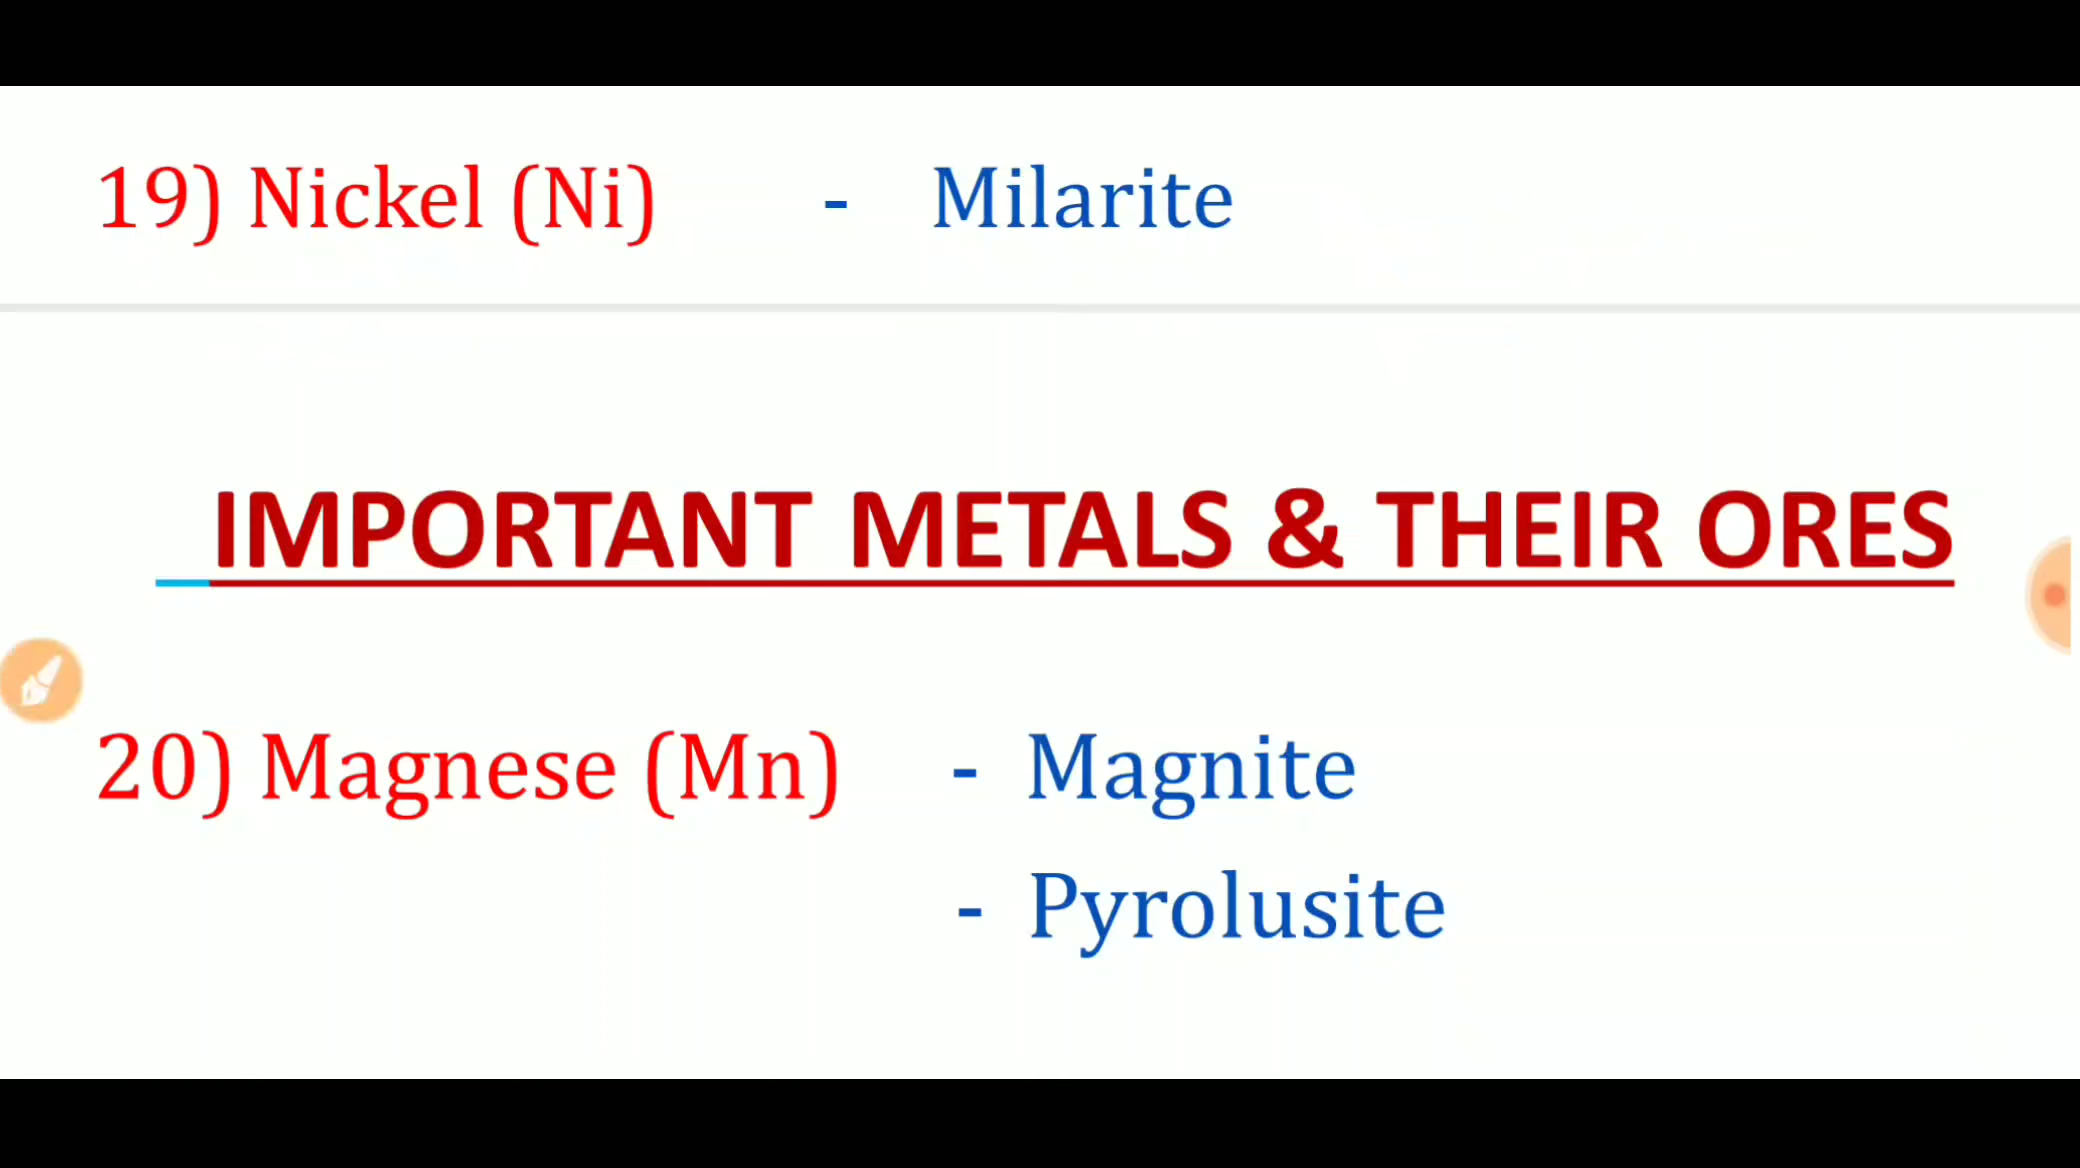 19) Nickel (Ni) - Milarite
IMPORTANT METALS & THEIR ORES
20) Magnese (Mn) - Magnite
- Pyrolusite